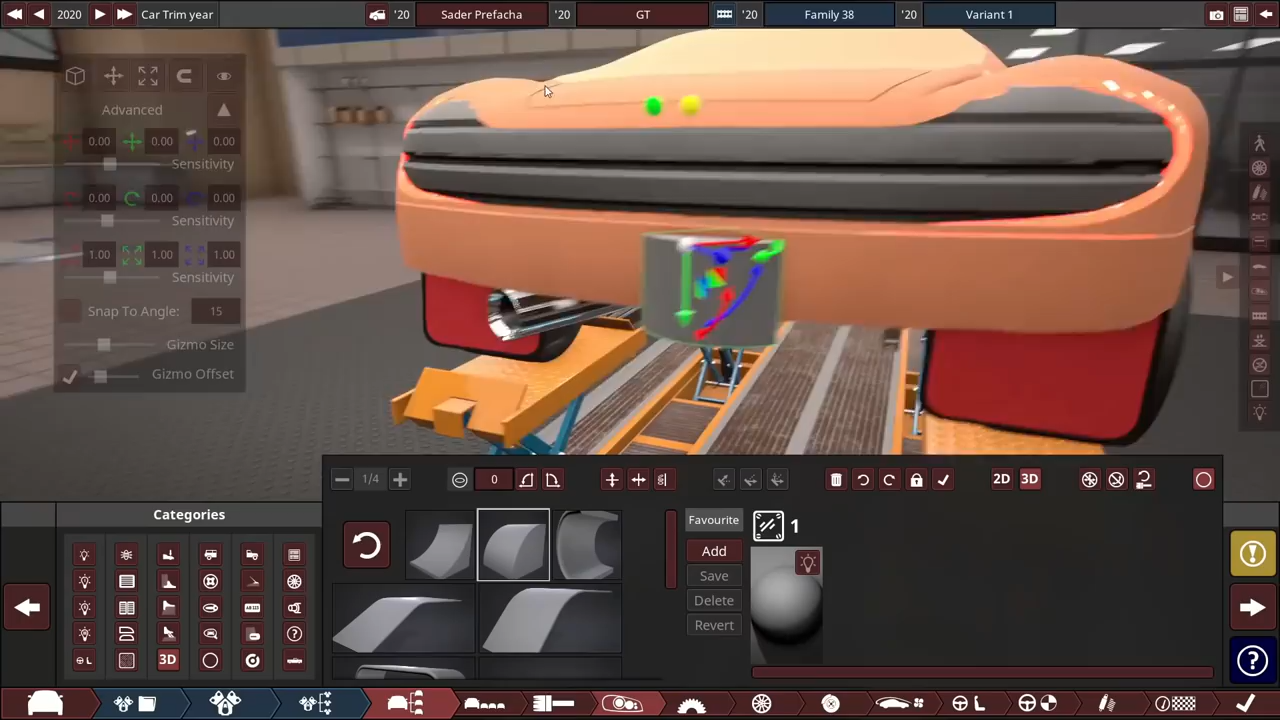 2020 Car Trim year '20 Sader Prefacha '20 GT '20 Family 38 '20 Variant 1
Advanced
0.00 0.00 0.00
Sensitivity
0.00 0.00 0.00
Sensitivity
1.00 1.00 1.00
Sensitivity
Snap To Angle: 15
Gizmo Size
Gizmo Offset
1/4 0 2D 3D
Categories
Favourite 1
Add
Save
Delete
Revert
3D
?